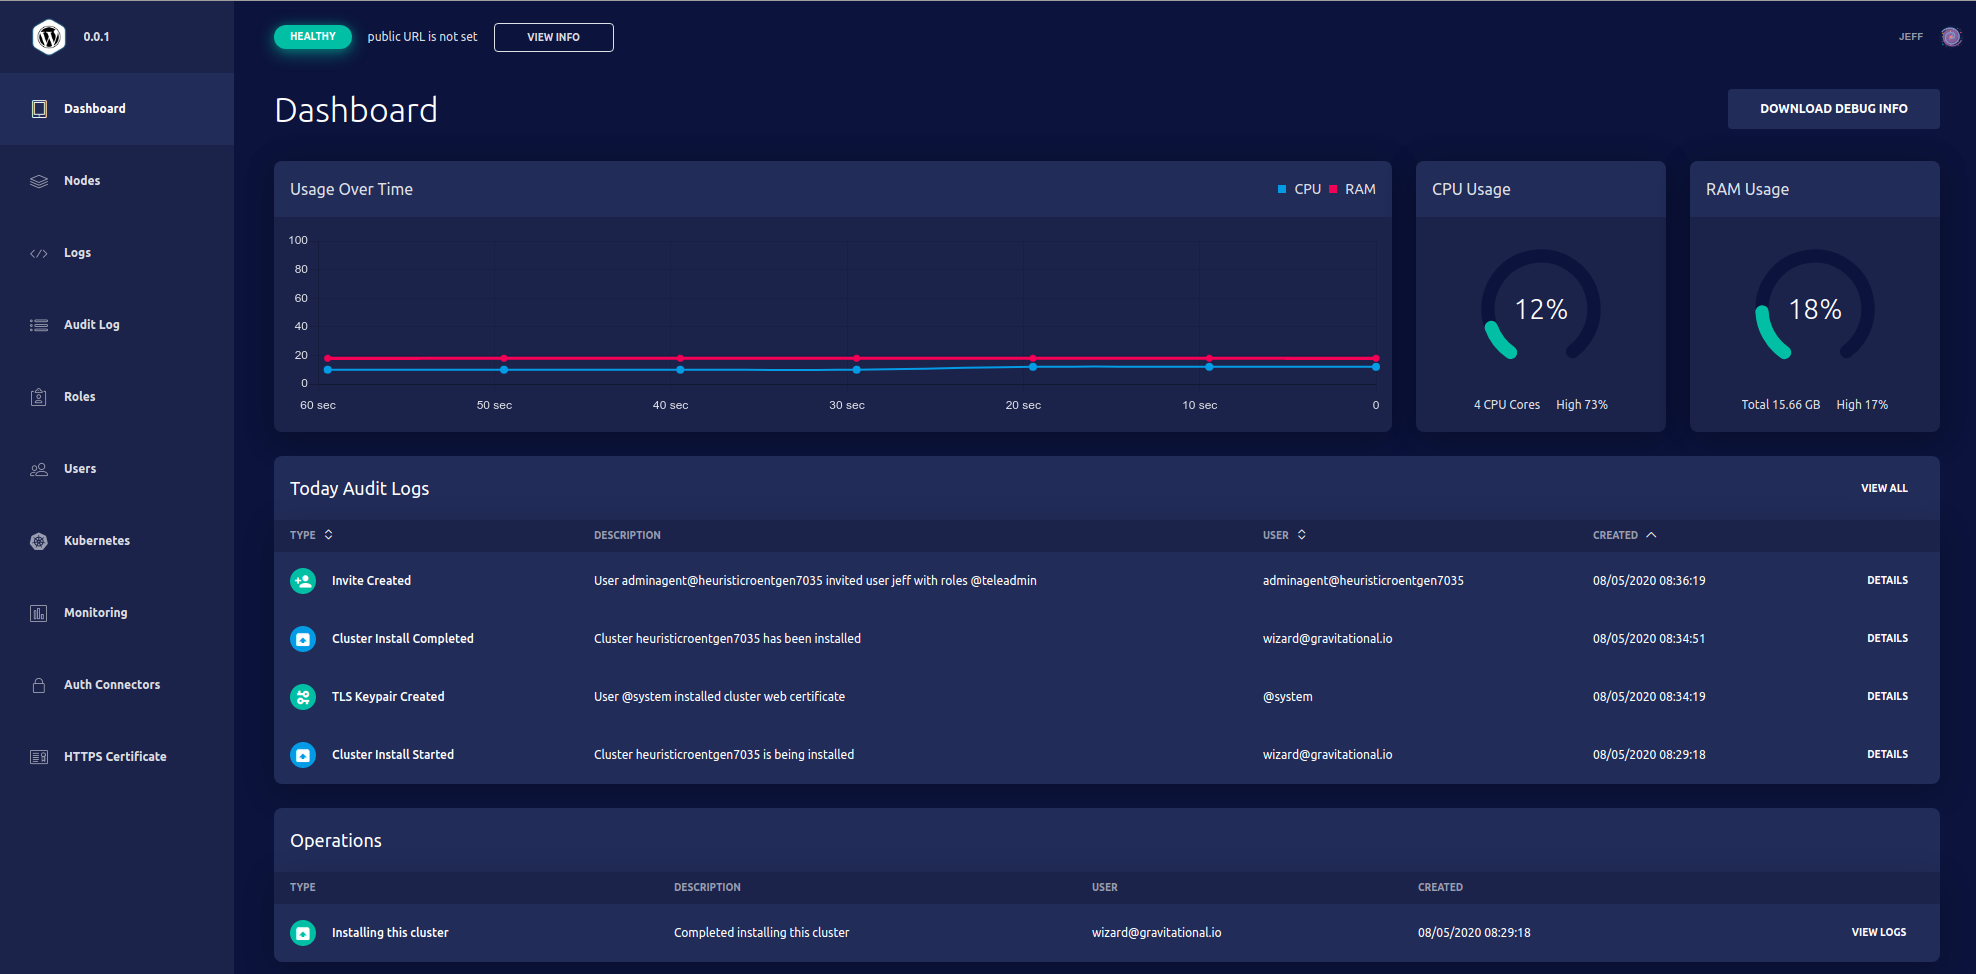 0.0.1
HEALTHY public URL is not set VIEW INFO
JEFF
Dashboard
Nodes
Logs
Audit Log
Roles
Users
Kubernetes
Monitoring
Auth Connectors
HTTPS Certificate
Dashboard
DOWNLOAD DEBUG INFO
Usage Over Time
CPU RAM
100
80
60
40
20
0
60 sec 50 sec 40 sec 30 sec 20 sec 10 sec 0
CPU Usage
12%
4 CPU Cores High 73%
RAM Usage
18%
Total 15.66 GB High 17%
Today Audit Logs
VIEW ALL
TYPE DESCRIPTION USER CREATED
Invite Created User adminagent@heuristicroentgen7035 invited user jeff with roles @teleadmin adminagent@heuristicroentgen7035 08/05/2020 08:36:19 DETAILS
Cluster Install Completed Cluster heuristicroentgen7035 has been installed wizard@gravitational.io 08/05/2020 08:34:51 DETAILS
TLS Keypair Created User @system installed cluster web certificate @system 08/05/2020 08:34:19 DETAILS
Cluster Install Started Cluster heuristicroentgen7035 is being installed wizard@gravitational.io 08/05/2020 08:29:18 DETAILS
Operations
TYPE DESCRIPTION USER CREATED
Installing this cluster Completed installing this cluster wizard@gravitational.io 08/05/2020 08:29:18 VIEW LOGS